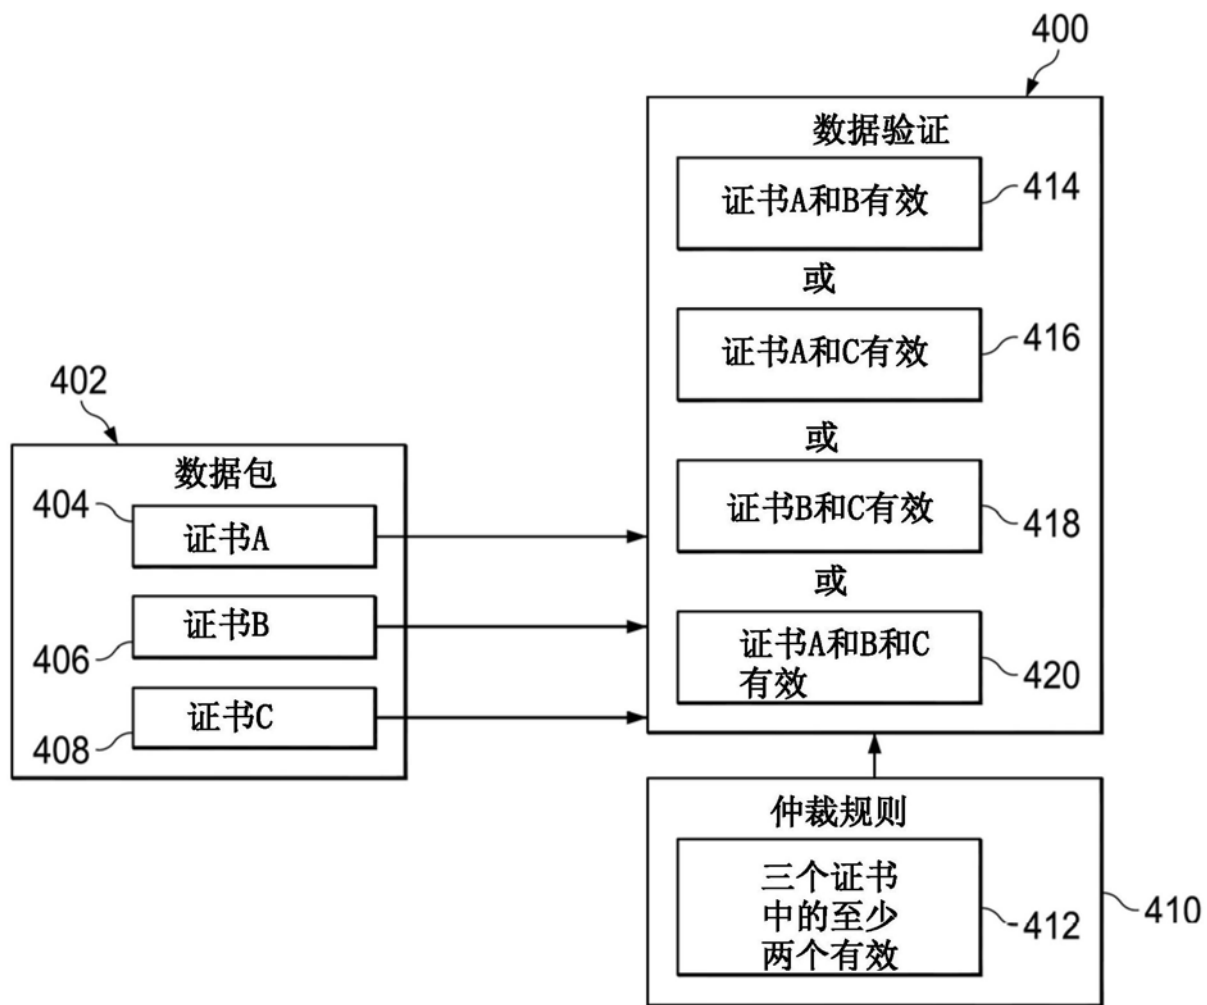 400
数据验证
证书A和B有效
414
或
证书A和C有效
416
或
证书B和C有效
418
或
证书A和B和C
有效
420
402
数据包
404
证书A
证书B
406
证书C
408
仲裁规则
三个证书
中的至少
两个有效
412
410